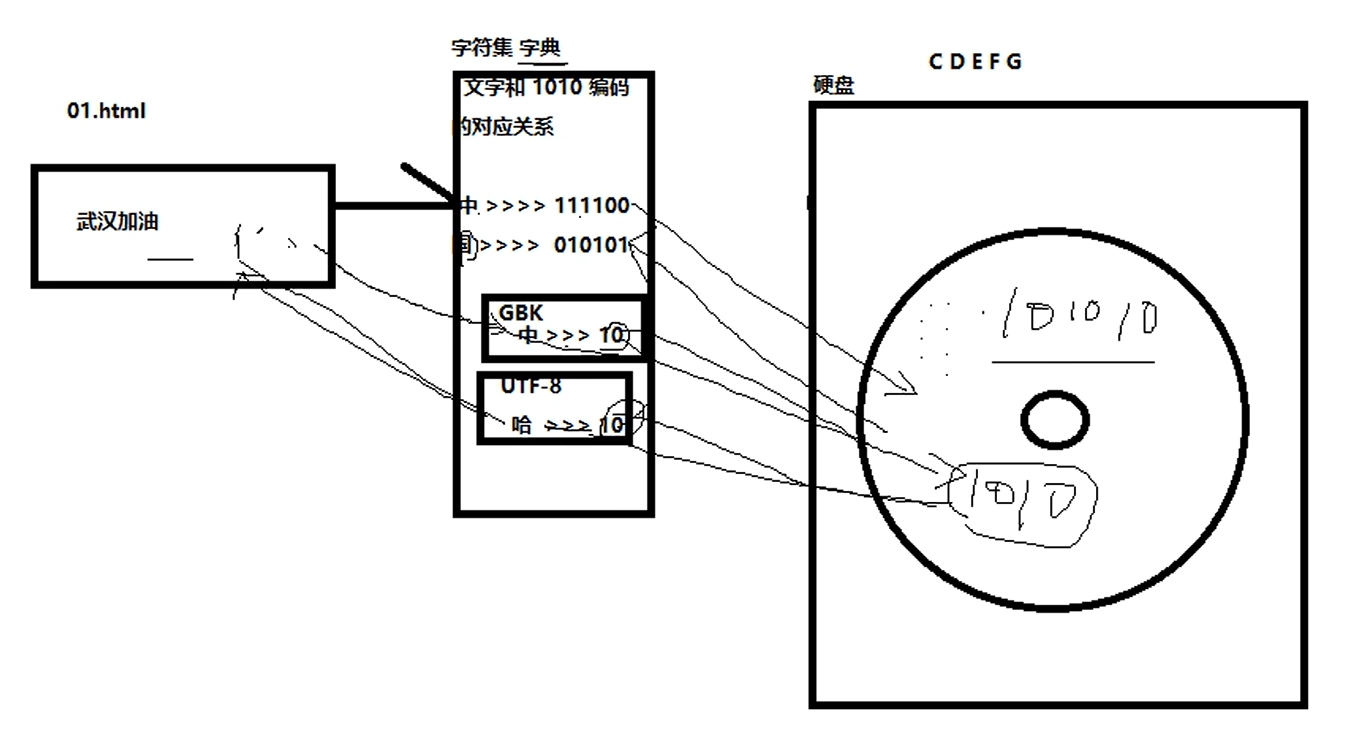 01.html
武汉加油
字符集 字典
文字和 1010 编码
的对应关系
中 >>>> 111100
国 >>>> 010101
GBK
中 >>> 10
UTF-8
哈 >>> 10
C D E F G
硬盘
101010
1010